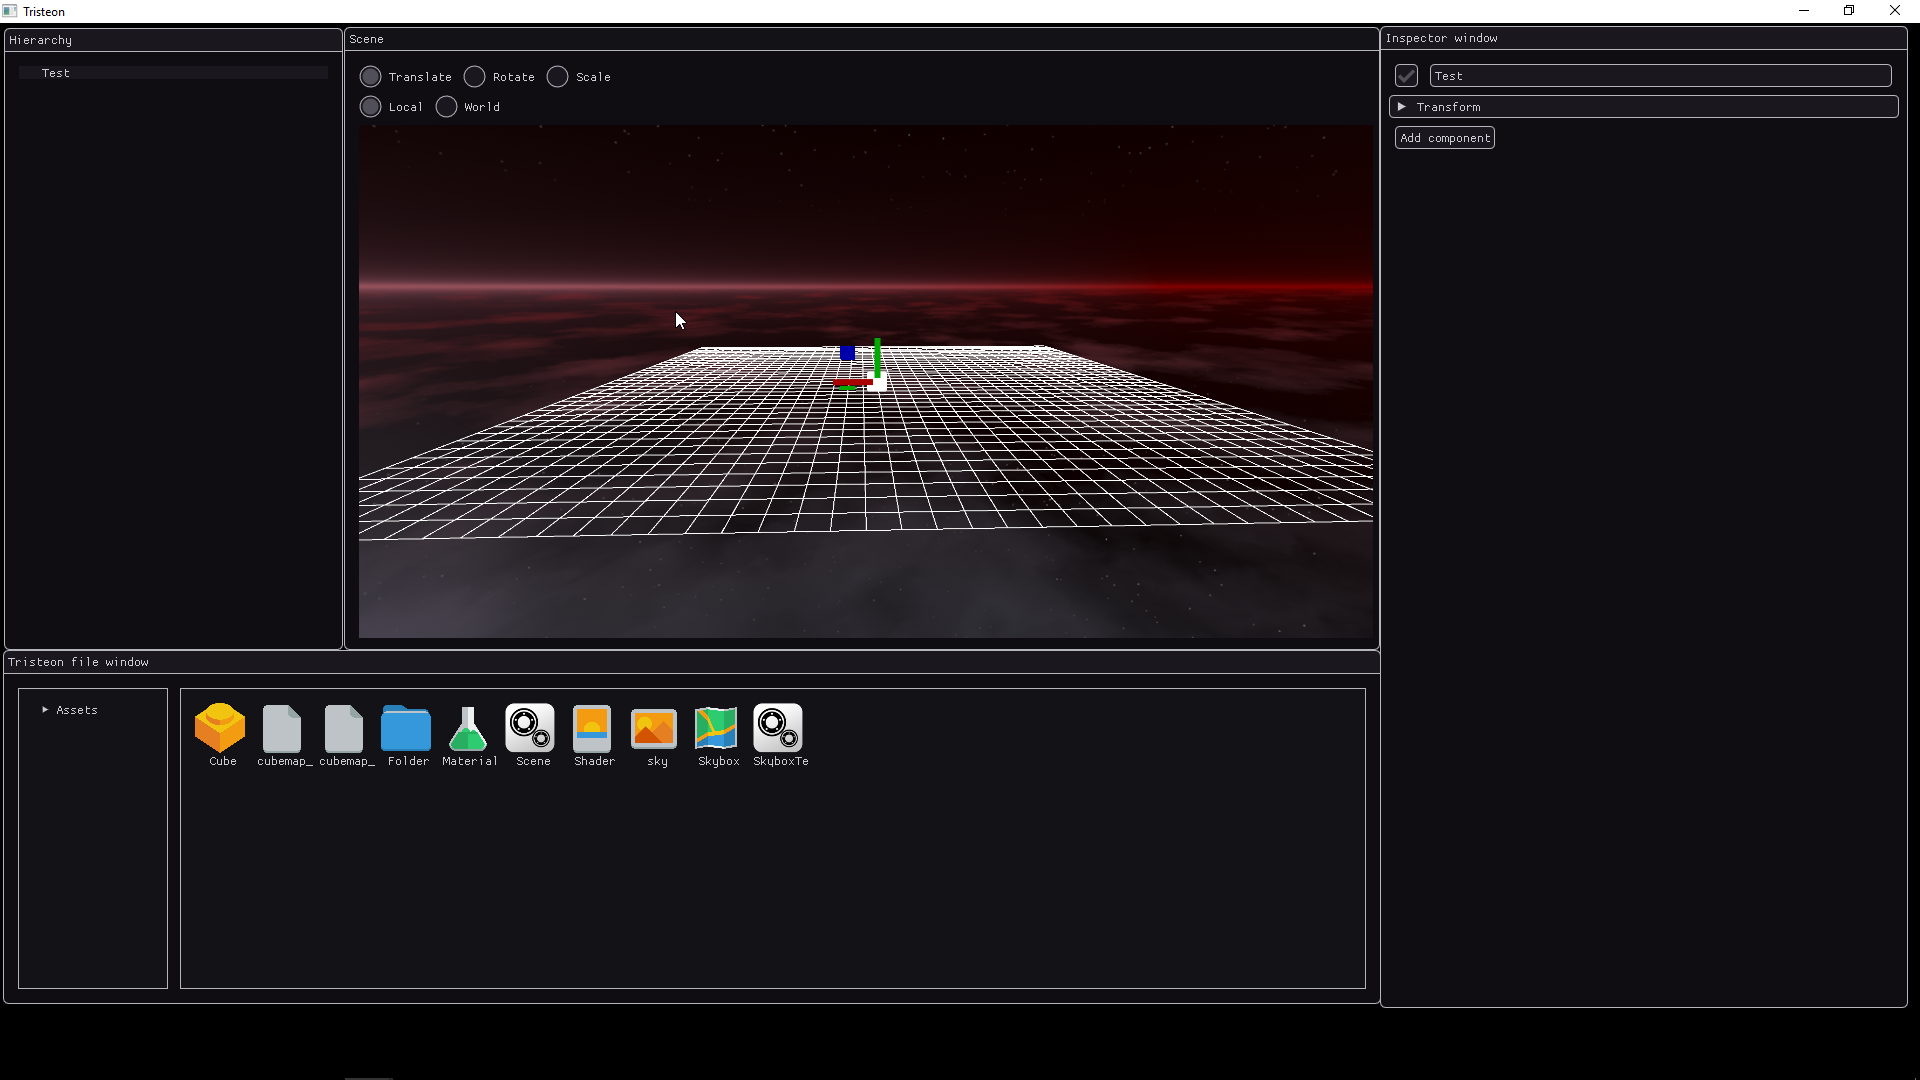 Tristeon
Hierarchy
Test
Scene
Translate Rotate Scale
Local World
Inspector window
Test
Transform
Add component
Tristeon file window
Assets
Cube cubemap_ cubemap_ Folder Material Scene Shader sky Skybox SkyboxTe